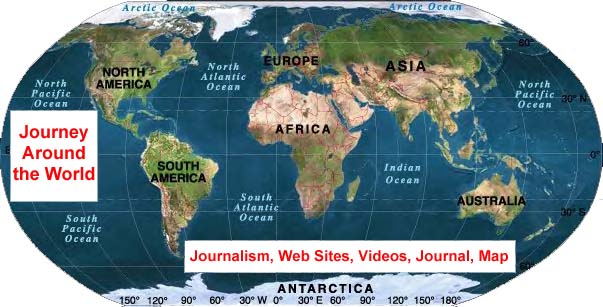 Arctic Ocean
Arctic Ocean
60°
EUROPE
ASIA
NORTH
AMERICA
North
Atlantic
Ocean
North
Pacific
Ocean
North
Pacific
Ocean
30° N
Journey
Around
the World
AFRICA
0°
SOUTH
AMERICA
Indian
Ocean
South
Atlantic
Ocean
AUSTRALIA
30° S
South
Pacific
Ocean
Journalism, Web Sites, Videos, Journal, Map
60°
ANTARCTICA
150° 120° 90° 60° 30° W 0° 30° E 60° 90° 120° 150° 180°